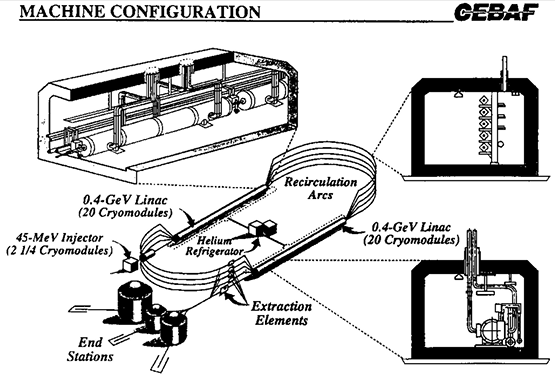 MACHINE CONFIGURATION
CEBAF
Recirculation
Arcs
0.4-GeV Linac
(20 Cryomodules)
0.4-GeV Linac
(20 Cryomodules)
45-MeV Injector
(2 1/4 Cryomodules)
Helium
Refrigerator
Extraction
Elements
End
Stations